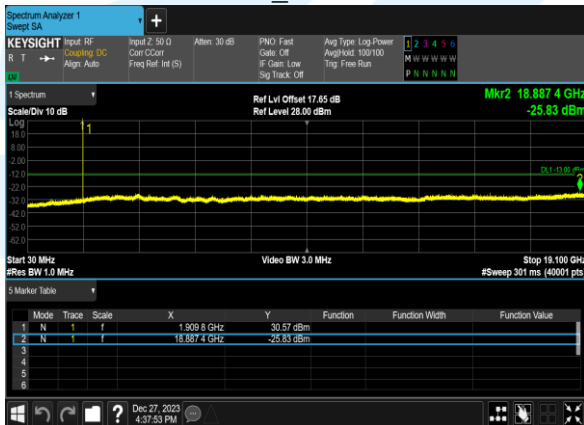 Spectrum Analyzer 1
Swept SA
KEYSIGHT Input: RF Input Z: 50 Ω Atten: 30 dB PNO: Fast Avg Type: Log-Power 1 2 3 4 5 6
R T Coupling: DC Corr CCorr Gate: Off Avg|Hold: 100/100 M W W W W W
Align: Auto Freq Ref: Int (S) IF Gain: Low Trig: Free Run
LXI Sig Track: Off P N N N N N
1 Spectrum Ref Lvl Offset 17.65 dB Mkr2 18.887 4 GHz
Scale/Div 10 dB Ref Level 28.00 dBm -25.83 dBm
Log
18.0
8.00
-2.00
-12.0
-22.0
-32.0
-42.0
-52.0
-62.0
1
DL1 -13.00 dBm
2
Start 30 MHz Video BW 3.0 MHz Stop 19.100 GHz
#Res BW 1.0 MHz #Sweep 301 ms (40001 pts
5 Marker Table
Mode Trace Scale X Y Function Function Width Function Value
1 N 1 f 1.909 8 GHz 30.57 dBm
2 N 1 f 18.887 4 GHz -25.83 dBm
3
4
5
6
? Dec 27, 2023
4:37:53 PM